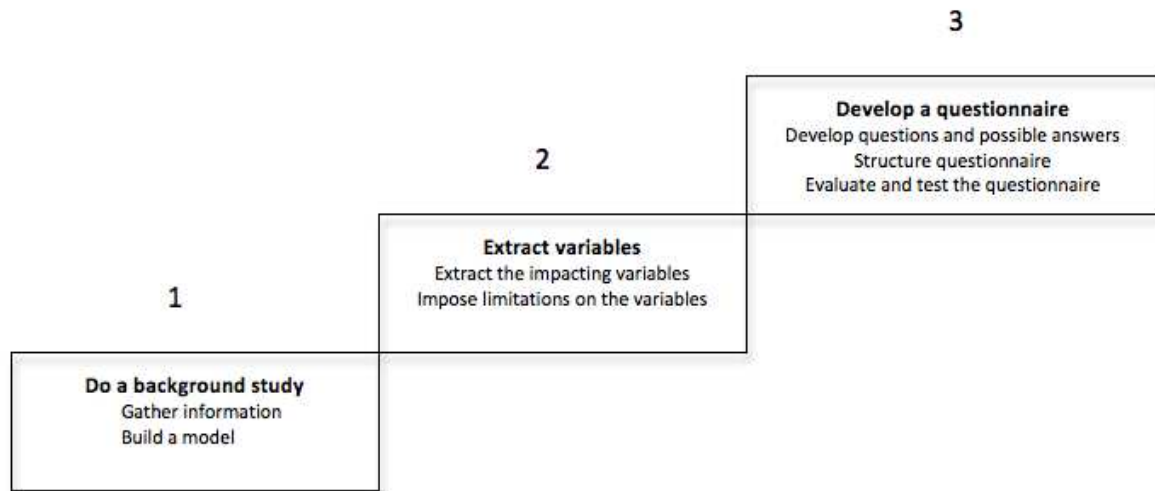 1
Do a background study
Gather information
Build a model
2
Extract variables
Extract the impacting variables
Impose limitations on the variables
3
Develop a questionnaire
Develop questions and possible answers
Structure questionnaire
Evaluate and test the questionnaire